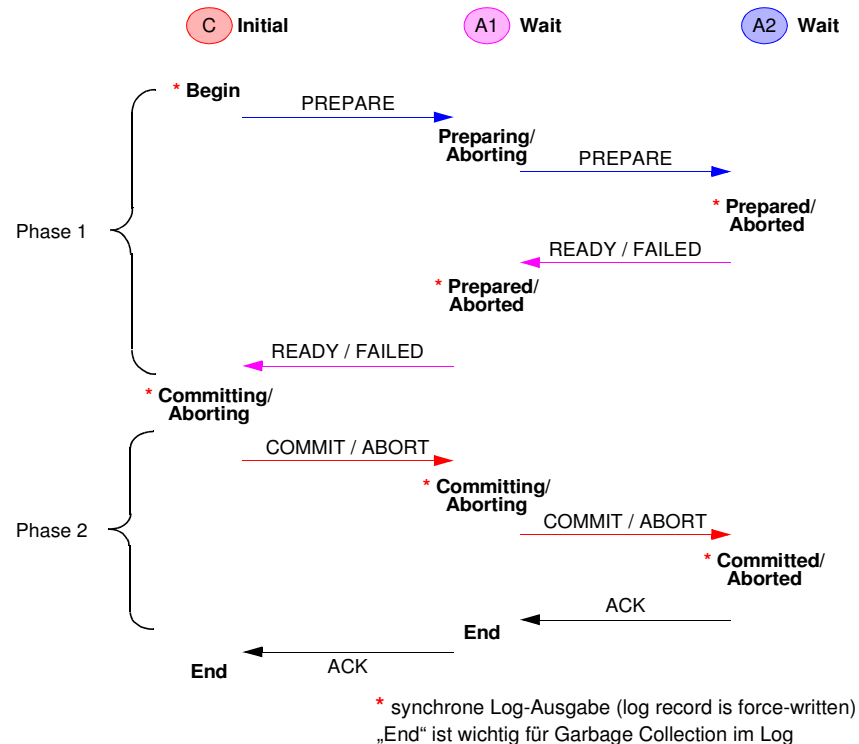 C Initial A1 Wait A2 Wait
* Begin
PREPARE
Preparing/
Aborting
PREPARE
* Prepared/
Aborted
Phase 1
READY / FAILED
* Prepared/
Aborted
READY / FAILED
* Committing/
Aborting
COMMIT / ABORT
* Committing/
Aborting
COMMIT / ABORT
Phase 2
* Committed/
Aborted
ACK
End
ACK
End
* synchrone Log-Ausgabe (log record is force-written)
„End“ ist wichtig für Garbage Collection im Log